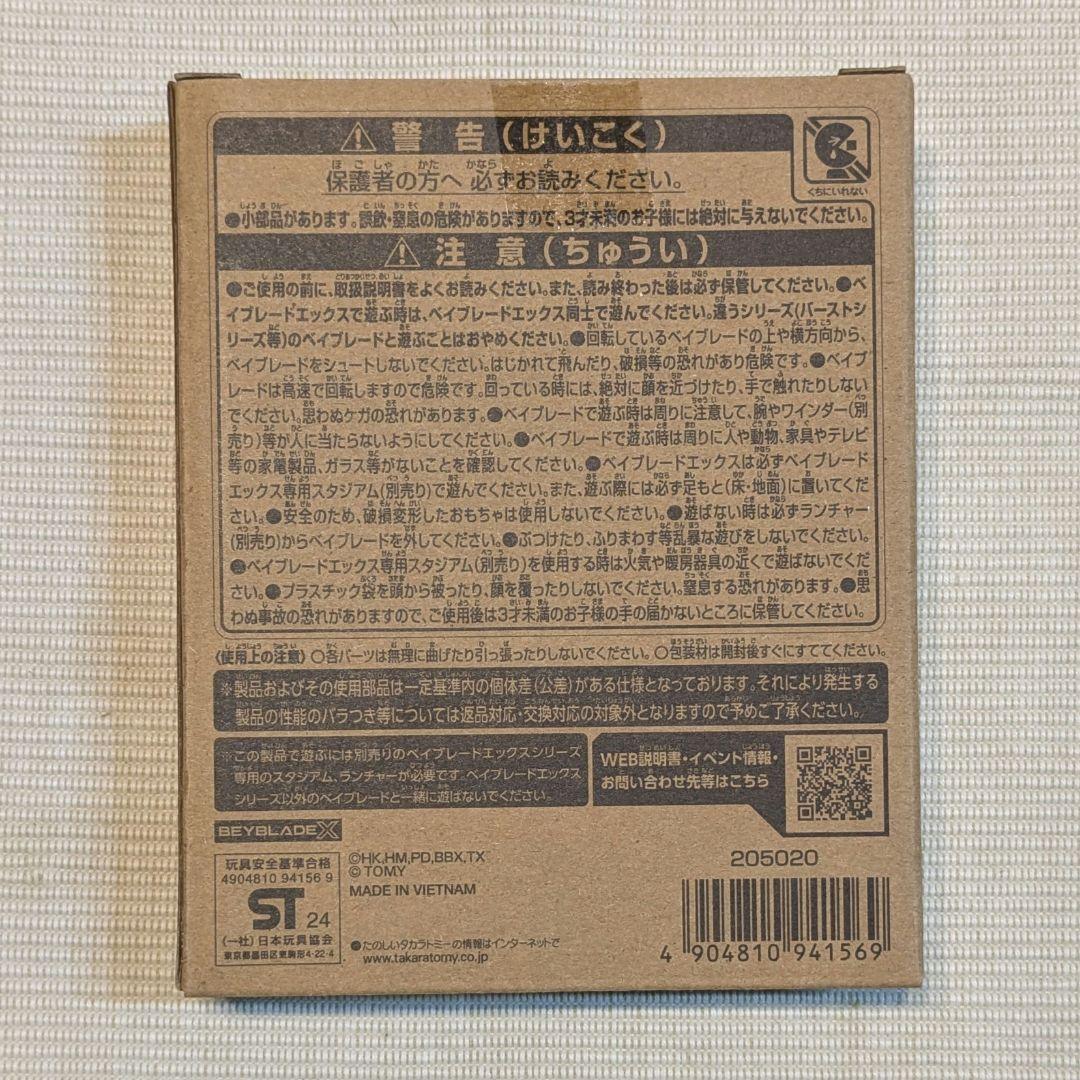 警告(けいこく)
くちにいれない
保護者の方へ 必ずお読みください。
●小部品があります。誤飲・窒息の危険がありますので、3才未満のお子様には絶対に与えないでください。
注意(ちゅうい)
●ご使用の前に、取扱説明書をよくお読みください。また、読み終わった後は必ず保管してください。●ベ
イブレードエックスで遊ぶ時は、ベイブレードエックス同士で遊んでください。違うシリーズ(バーストシ
リーズ等)のベイブレードと遊ぶことはおやめください。●回転しているベイブレードの上や横方向から、
ベイブレードをシュートしないでください。はじかれて飛んだり、破損等の恐れがあり危険です。●ベイブ
レードは高速で回転しますので危険です。回っている時には、絶対に顔を近づけたり、手で触れたりしない
でください。思わぬケガの恐れがあります。●ベイブレードで遊ぶ時は周りに注意して、腕やワインダー(別
売り)等が人に当たらないようにしてください。●ベイブレードで遊ぶ時は周りに人や動物、家具やテレビ
等の家電製品、ガラス等がないことを確認してください。●ベイブレードエックスは必ずベイブレード
エックス専用スタジアム(別売り)で遊んでください。また、遊ぶ際には必ず足もと(床・地面)に置いてくだ
さい。●安全のため、破損変形したおもちゃは使用しないでください。●遊ばない時は必ずランチャー
(別売り)からベイブレードを外してください。●ぶつけたり、ふりまわす等乱暴な遊びをしないでください。
●ベイブレードエックス専用スタジアム(別売り)を使用する時は火気や暖房器具の近くで遊ばないでくだ
さい。●プラスチック袋を頭から被ったり、顔を覆ったりしないでください。窒息する恐れがあります。●思
わぬ事故の恐れがありますので、ご使用後は3才未満のお子様の手の届かないところに保管してください。
〈使用上の注意〉 ○各パーツは無理に曲げたり引っ張ったりしないでください。○包装材は開封後すぐにすててください。
※製品およびその使用部品は一定基準内の個体差(公差)がある仕様となっております。それにより発生する
製品の性能のバラつき等については返品対応・交換対応の対象外となりますので予めご了承ください。
※この製品で遊ぶには別売りのベイブレードエックスシリーズ
専用のスタジアム、ランチャーが必要です。ベイブレードエックス
シリーズ以外のベイブレードと一緒に遊ばないでください。
WEB説明書・イベント情報・
お問い合わせ先等はこちら
BEYBLADE X
玩具安全基準合格
4904810 94156 9
ST 24
(一社)日本玩具協会
東京都墨田区東駒形4-22-4
©HK,HM,PD,BBX,TX
© TOMY
MADE IN VIETNAM
●たのしいタカラトミーの情報はインターネットで
www.takaratomy.co.jp
205020
4 904810 941569